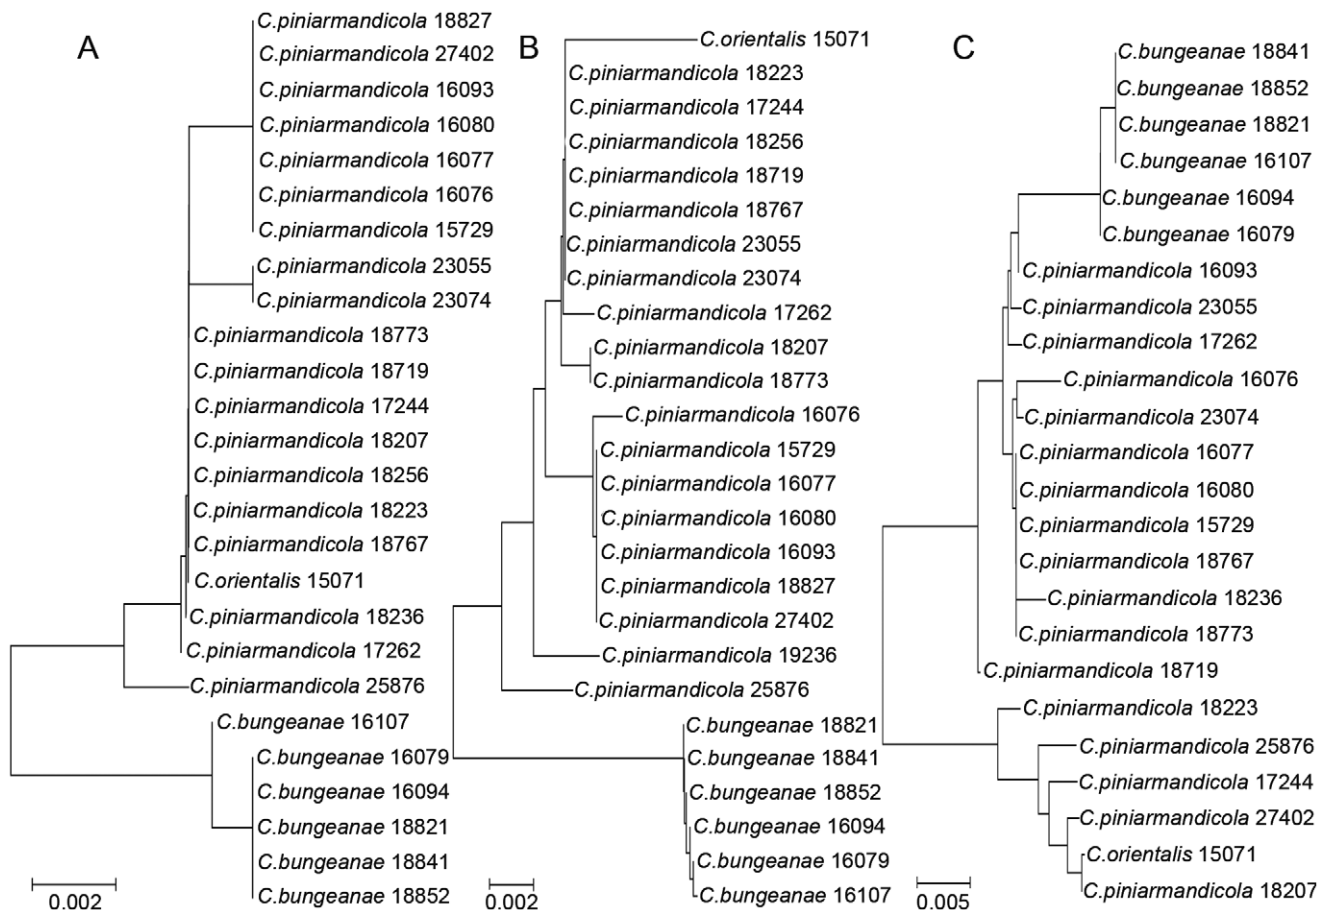 A
C.piniarmandicola 18827
C.piniarmandicola 27402
C.piniarmandicola 16093
C.piniarmandicola 16080
C.piniarmandicola 16077
C.piniarmandicola 16076
C.piniarmandicola 15729
C.piniarmandicola 23055
C.piniarmandicola 23074
C.piniarmandicola 18773
C.piniarmandicola 18719
C.piniarmandicola 17244
C.piniarmandicola 18207
C.piniarmandicola 18256
C.piniarmandicola 18223
C.piniarmandicola 18767
C.orientalis 15071
C.piniarmandicola 18236
C.piniarmandicola 17262
C.piniarmandicola 25876
C.bungeanae 16107
C.bungeanae 16079
C.bungeanae 16094
C.bungeanae 18821
C.bungeanae 18841
C.bungeanae 18852
0.002
B
C.orientalis 15071
C.piniarmandicola 18223
C.piniarmandicola 17244
C.piniarmandicola 18256
C.piniarmandicola 18719
C.piniarmandicola 18767
C.piniarmandicola 23055
C.piniarmandicola 23074
C.piniarmandicola 17262
C.piniarmandicola 18207
C.piniarmandicola 18773
C.piniarmandicola 16076
C.piniarmandicola 15729
C.piniarmandicola 16077
C.piniarmandicola 16080
C.piniarmandicola 16093
C.piniarmandicola 18827
C.piniarmandicola 27402
C.piniarmandicola 19236
C.piniarmandicola 25876
C.bungeanae 18821
C.bungeanae 18841
C.bungeanae 18852
C.bungeanae 16094
C.bungeanae 16079
C.bungeanae 16107
0.002
C
C.bungeanae 18841
C.bungeanae 18852
C.bungeanae 18821
C.bungeanae 16107
C.bungeanae 16094
C.bungeanae 16079
C.piniarmandicola 16093
C.piniarmandicola 23055
C.piniarmandicola 17262
C.piniarmandicola 16076
C.piniarmandicola 23074
C.piniarmandicola 16077
C.piniarmandicola 16080
C.piniarmandicola 15729
C.piniarmandicola 18767
C.piniarmandicola 18236
C.piniarmandicola 18773
C.piniarmandicola 18719
C.piniarmandicola 18223
C.piniarmandicola 25876
C.piniarmandicola 17244
C.piniarmandicola 27402
C.orientalis 15071
C.piniarmandicola 18207
0.005